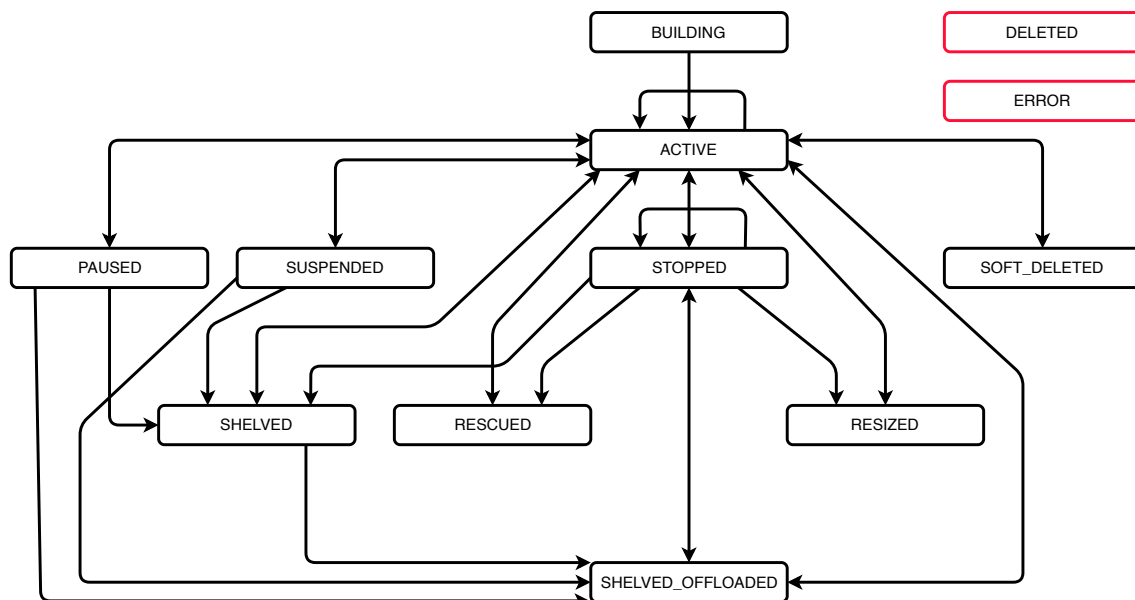 BUILDING
DELETED
ERROR
ACTIVE
PAUSED
SUSPENDED
STOPPED
SOFT_DELETED
SHELVED
RESCUED
RESIZED
SHELVED_OFFLOADED